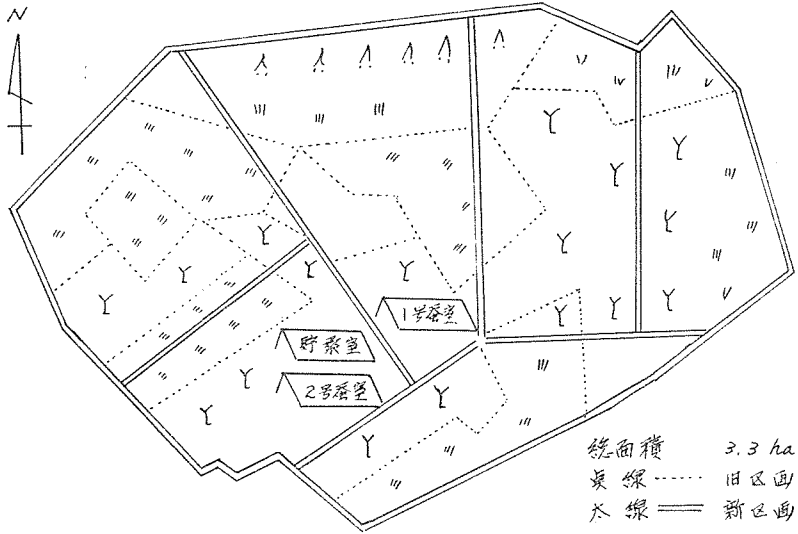 N
1号蚕室
貯桑室
2号蚕室
総面積 3.3 ha
点線 旧区画
太線 新区画